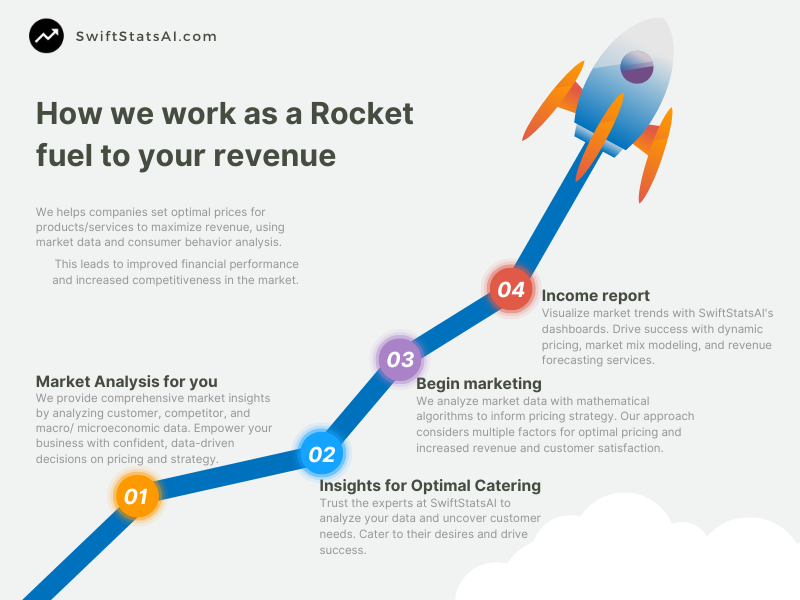 SwiftStatsAI.com
How we work as a Rocket
fuel to your revenue
We helps companies set optimal prices for
products/services to maximize revenue, using
market data and consumer behavior analysis.
This leads to improved financial performance
and increased competitiveness in the market.
Market Analysis for you
We provide comprehensive market insights
by analyzing customer, competitor, and
macro/ microeconomic data. Empower your
business with confident, data-driven
decisions on pricing and strategy.
01
02
Insights for Optimal Catering
Trust the experts at SwiftStatsAI to
analyze your data and uncover customer
needs. Cater to their desires and drive
success.
03
Begin marketing
We analyze market data with mathematical
algorithms to inform pricing strategy. Our approach
considers multiple factors for optimal pricing and
increased revenue and customer satisfaction.
04
Income report
Visualize market trends with SwiftStatsAI's
dashboards. Drive success with dynamic
pricing, market mix modeling, and revenue
forecasting services.